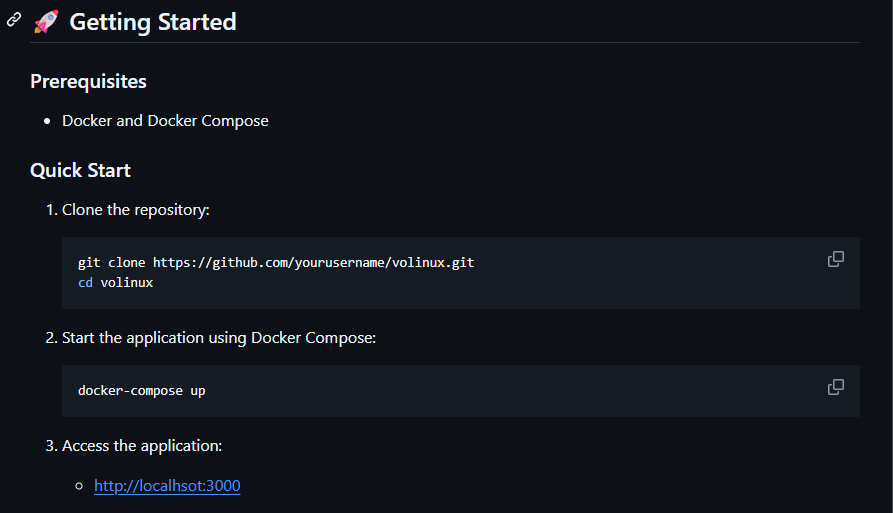 🚀 Getting Started
Prerequisites
• Docker and Docker Compose
Quick Start
1. Clone the repository:
git clone https://github.com/yourusername/volinux.git
cd volinux
2. Start the application using Docker Compose:
docker-compose up
3. Access the application:
○ http://localhsot:3000